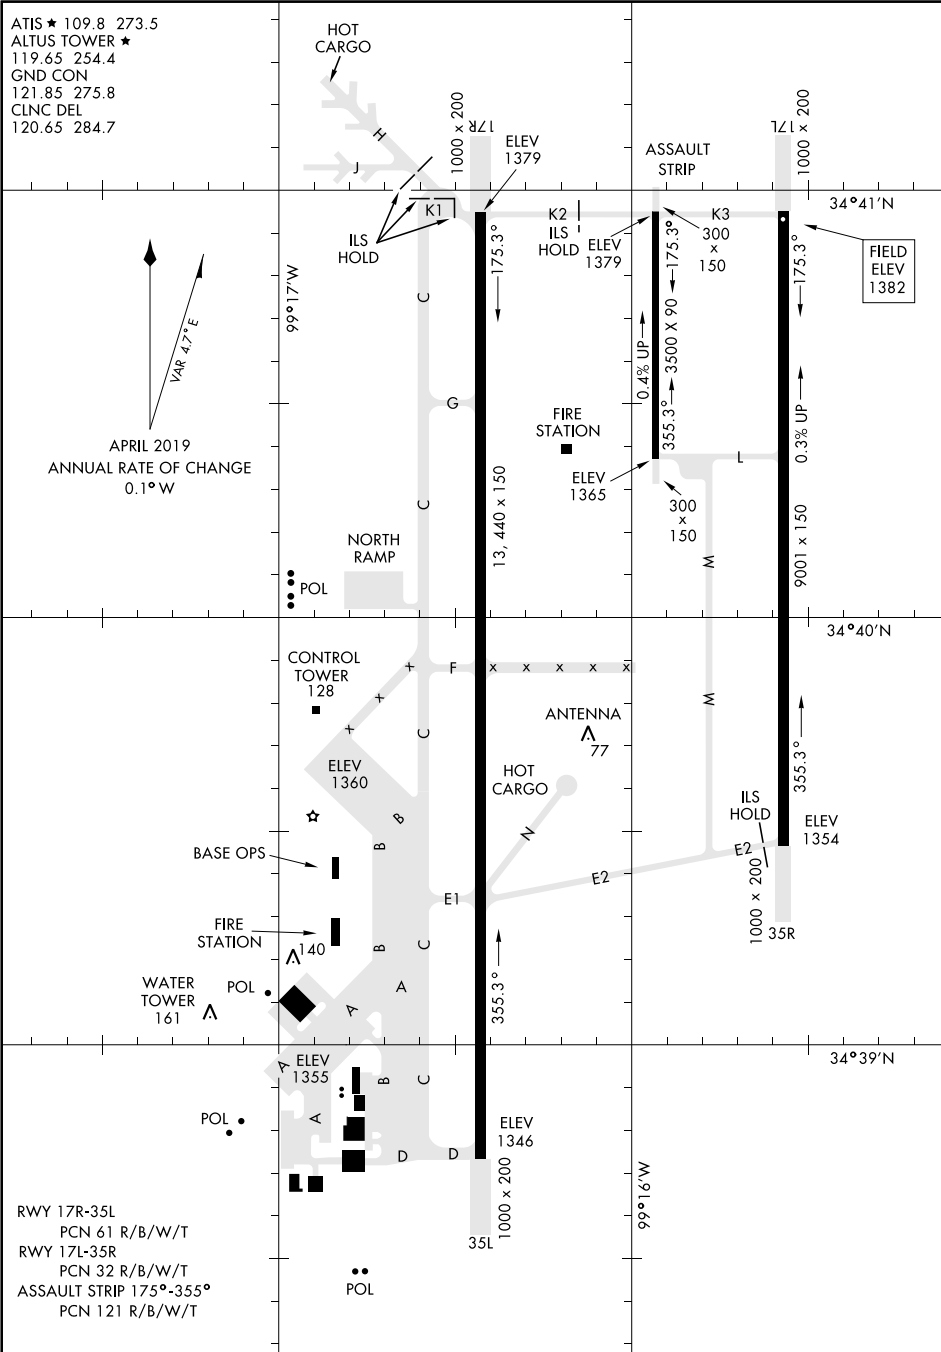 ATIS ★ 109.8 273.5
ALTUS TOWER ★
119.65 254.4
GND CON
121.85 275.8
CLNC DEL
120.65 284.7
HOT
CARGO
H
J
1000 x 200
17R
ELEV
1379
ASSAULT
STRIP
17L
1000 x 200
34°41'N
K1
ILS
HOLD
K2
ILS
HOLD
ELEV
1379
K3
300
x
150
FIELD
ELEV
1382
99°17'W
VAR 4.7° E
APRIL 2019
ANNUAL RATE OF CHANGE
0.1° W
C
175.3°
175.3°
175.3°
G
0.4% UP
3500 X 90
355.3°
0.3% UP
FIRE
STATION
L
ELEV
1365
300
x
150
C
13, 440 x 150
9001 x 150
NORTH
RAMP
POL
W
34°40'N
CONTROL
TOWER
128
x
x
x
F
x
x
x
x
x
W
ANTENNA
77
C
ELEV
1360
HOT
CARGO
355.3°
ILS
HOLD
ELEV
1354
B
B
N
BASE OPS
E2
E2
E1
1000 x 200
35R
FIRE
STATION
140
B
C
355.3°
WATER
TOWER
161
POL
A
A
34°39'N
A
ELEV
1355
B
C
A
POL
D
D
ELEV
1346
1000 x 200
35L
99°16'W
RWY 17R-35L
PCN 61 R/B/W/T
RWY 17L-35R
PCN 32 R/B/W/T
ASSAULT STRIP 175°-355°
PCN 121 R/B/W/T
POL